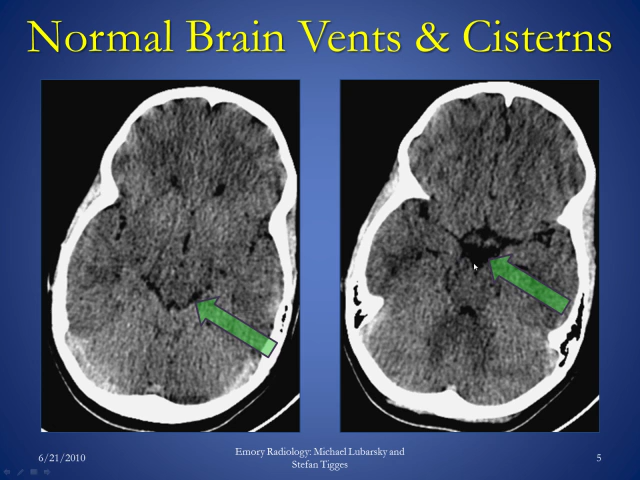 Normal Brain Vents & Cisterns
6/21/2010
Emory Radiology: Michael Lubarsky and
Stefan Tigges
5